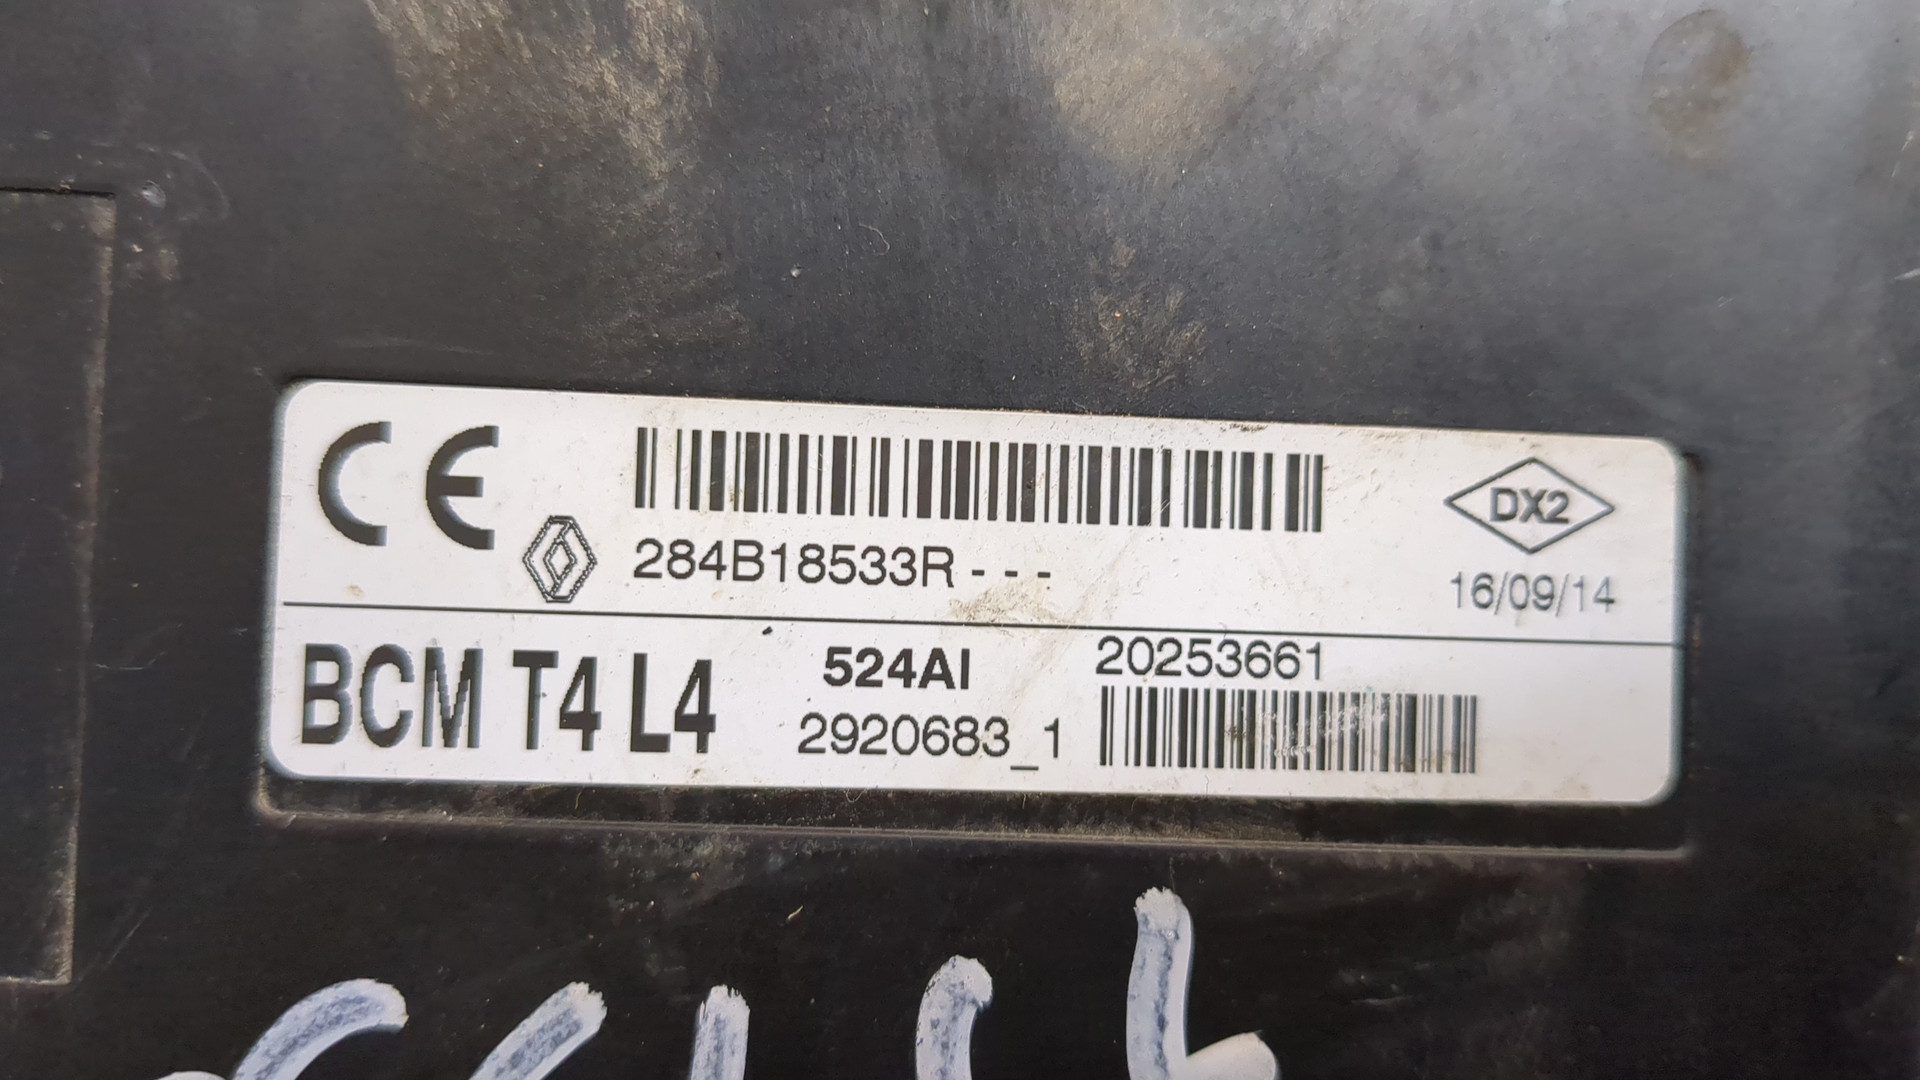 CE
284B18533R - - -
DX2
16/09/14
BCM T4 L4
524AI
2920683_1
20253661